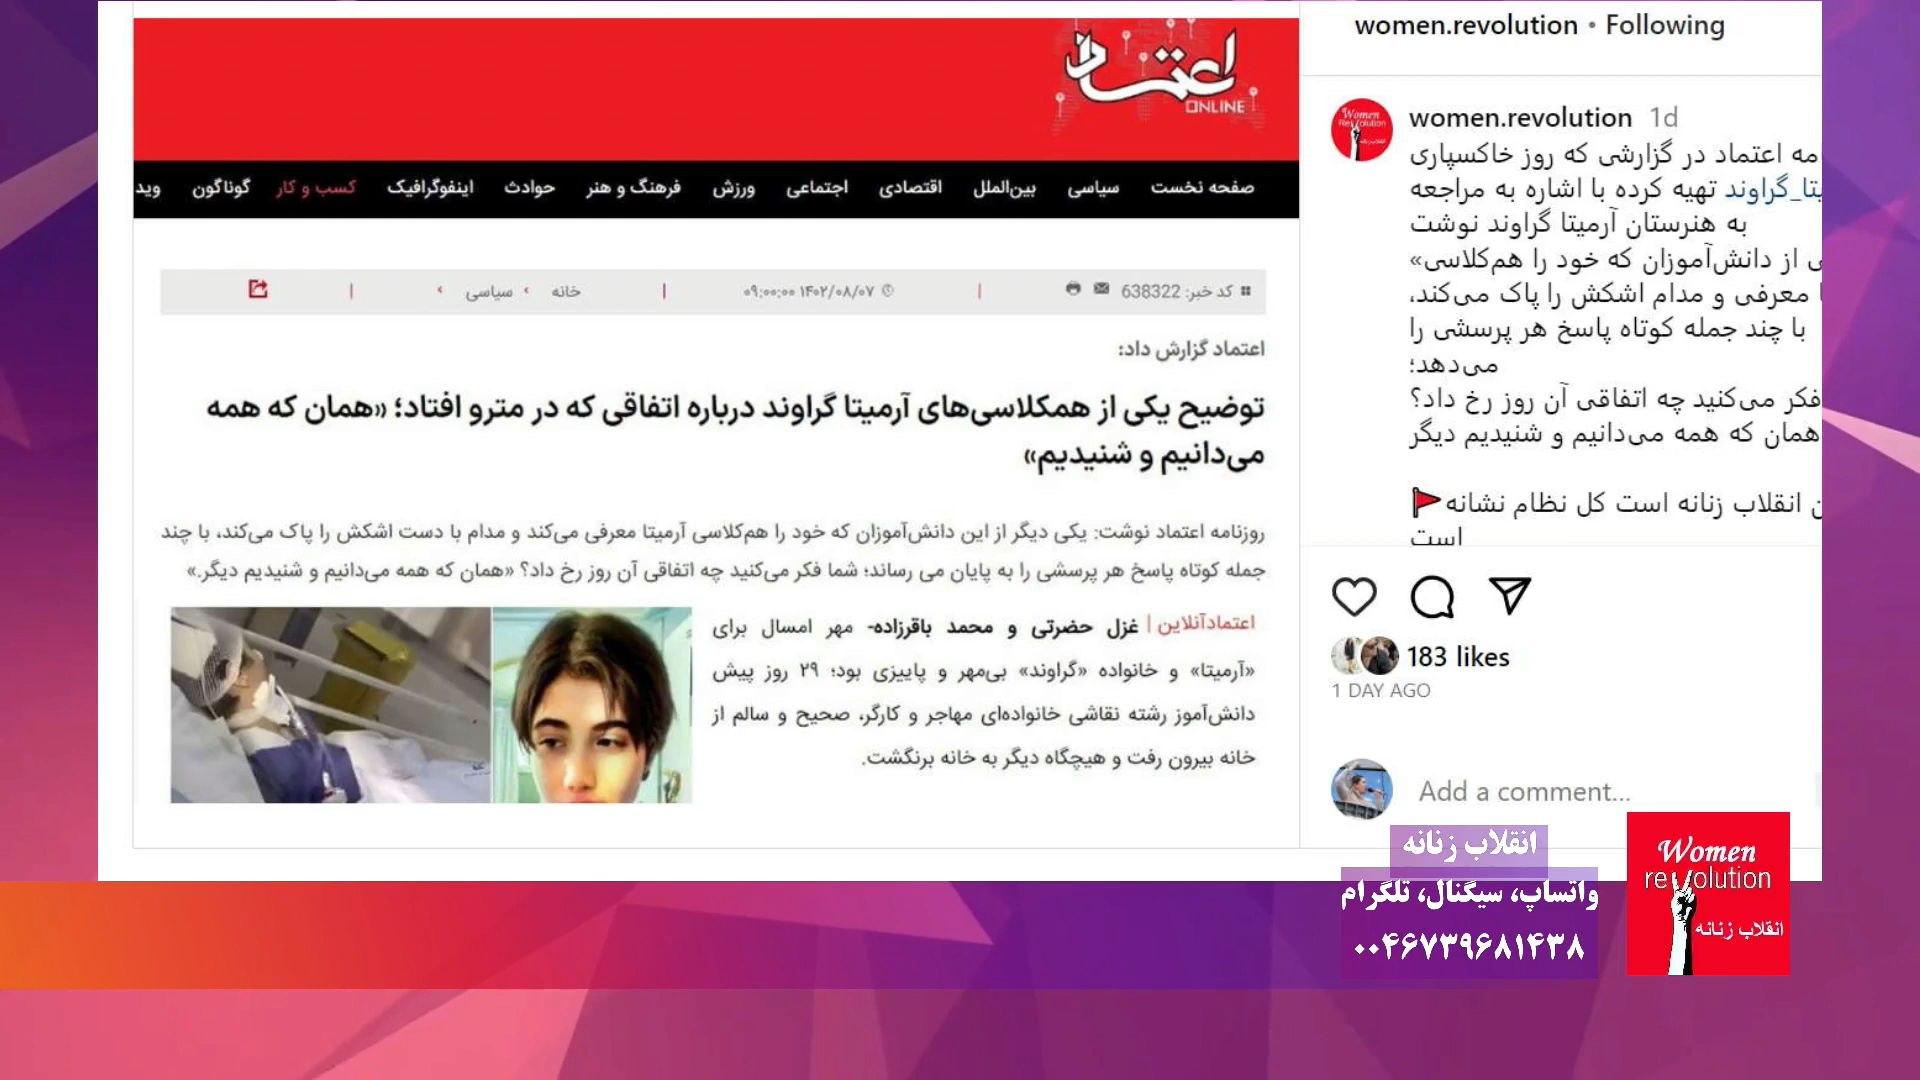 اعتماد
ONLINE
صفحه نخست سیاسی بین‌الملل اقتصادی اجتماعی ورزش فرهنگ و هنر حوادث اینفوگرافیک کسب و کار گوناگون وید
کد خبر: 638322 | ۱۴۰۲/۰۸/۰۷ ۰۹:۰۰:۰۰ | خانه › سیاسی › |
اعتماد گزارش داد:
توضیح یکی از همکلاسی‌های آرمیتا گراوند درباره اتفاقی که در مترو افتاد؛ «همان که همه
می‌دانیم و شنیدیم»
روزنامه اعتماد نوشت: یکی دیگر از این دانش‌آموزان که خود را هم‌کلاسی آرمیتا معرفی می‌کند و مدام با دست اشکش را پاک می‌کند، با چند
جمله کوتاه پاسخ هر پرسشی را به پایان می رساند؛ شما فکر می‌کنید چه اتفاقی آن روز رخ داد؟ «همان که همه می‌دانیم و شنیدیم دیگر.»
اعتمادآنلاین | غزل حضرتی و محمد باقرزاده- مهر امسال برای
«آرمیتا» و خانواده «گراوند» بی‌مهر و پاییزی بود؛ ۲۹ روز پیش
دانش‌آموز رشته نقاشی خانواده‌ای مهاجر و کارگر، صحیح و سالم از
خانه بیرون رفت و هیچگاه دیگر به خانه برنگشت.
women.revolution • Following
women.revolution 1d
مه اعتماد در گزارشی که روز خاکسپاری
یتا_گراوند تهیه کرده با اشاره به مراجعه
به هنرستان آرمیتا گراوند نوشت
ی از دانش‌آموزان که خود را هم‌کلاسی»
ا معرفی و مدام اشکش را پاک می‌کند،
با چند جمله کوتاه پاسخ هر پرسشی را
می‌دهد؛
فکر می‌کنید چه اتفاقی آن روز رخ داد؟
همان که همه می‌دانیم و شنیدیم دیگر
ن انقلاب زنانه است کل نظام نشانه🚩
است
183 likes
1 DAY AGO
Add a comment...
انقلاب زنانه
واتساپ، سیگنال، تلگرام
۰۰۴۶۷۳۹۶۸۱۴۳۸
Women
revolution
انقلاب زنانه